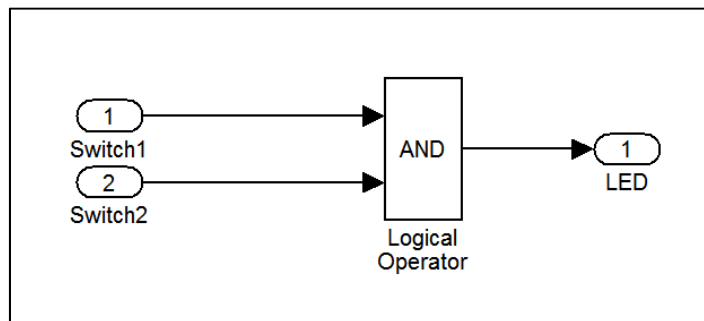 1
Switch1
2
Switch2
AND
Logical
Operator
1
LED